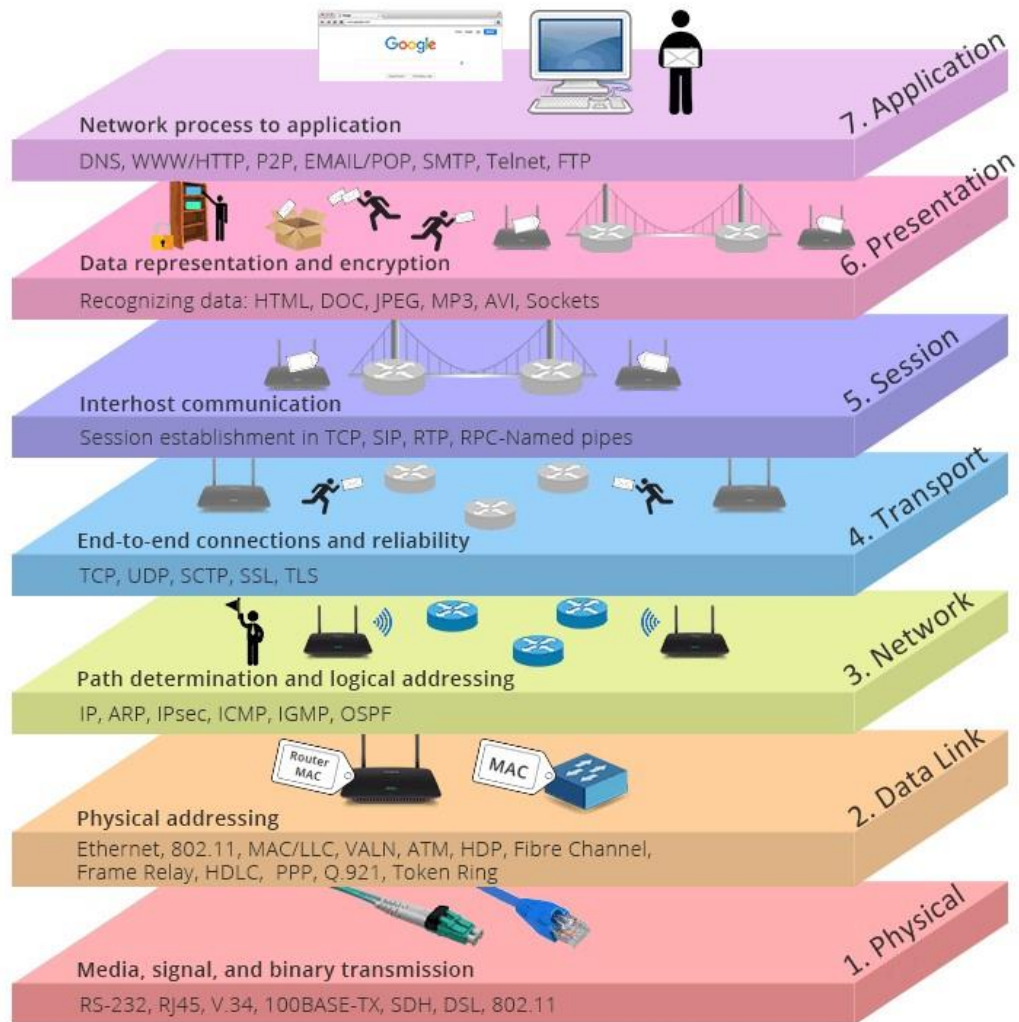 Google
7. Application
Network process to application
DNS, WWW/HTTP, P2P, EMAIL/POP, SMTP, Telnet, FTP
6. Presentation
Data representation and encryption
Recognizing data: HTML, DOC, JPEG, MP3, AVI, Sockets
5. Session
Interhost communication
Session establishment in TCP, SIP, RTP, RPC-Named pipes
4. Transport
End-to-end connections and reliability
TCP, UDP, SCTP, SSL, TLS
3. Network
Path determination and logical addressing
IP, ARP, IPsec, ICMP, IGMP, OSPF
Router
MAC
MAC
2. Data Link
Physical addressing
Ethernet, 802.11, MAC/LLC, VALN, ATM, HDP, Fibre Channel,
Frame Relay, HDLC, PPP, Q.921, Token Ring
1. Physical
Media, signal, and binary transmission
RS-232, RJ45, V.34, 100BASE-TX, SDH, DSL, 802.11